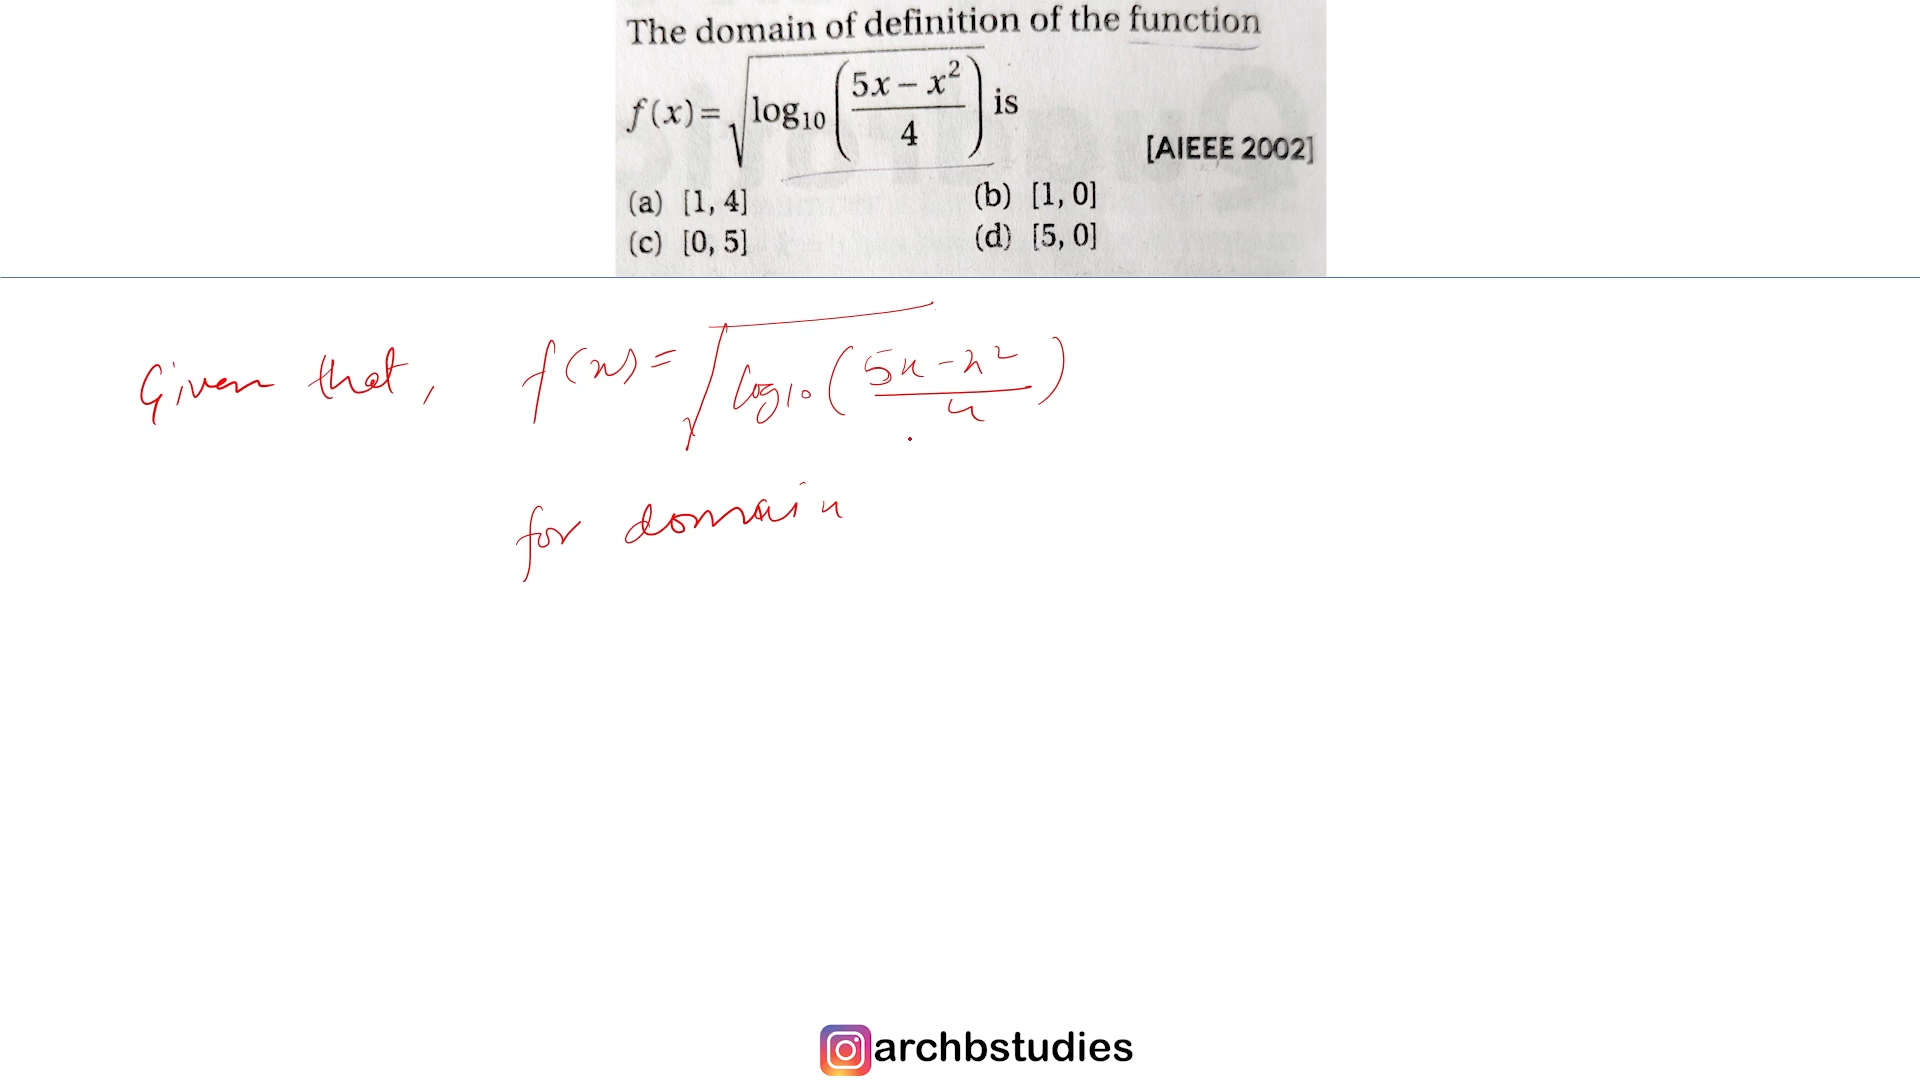 The domain of definition of the function
f(x) = √log₁₀((5x – x²)/4) is
[AIEEE 2002]
(a) [1, 4] (b) [1, 0]
(c) [0, 5] (d) [5, 0]
Given that, f(x) = √log₁₀((5x – x²)/4)
for domain
archbstudies